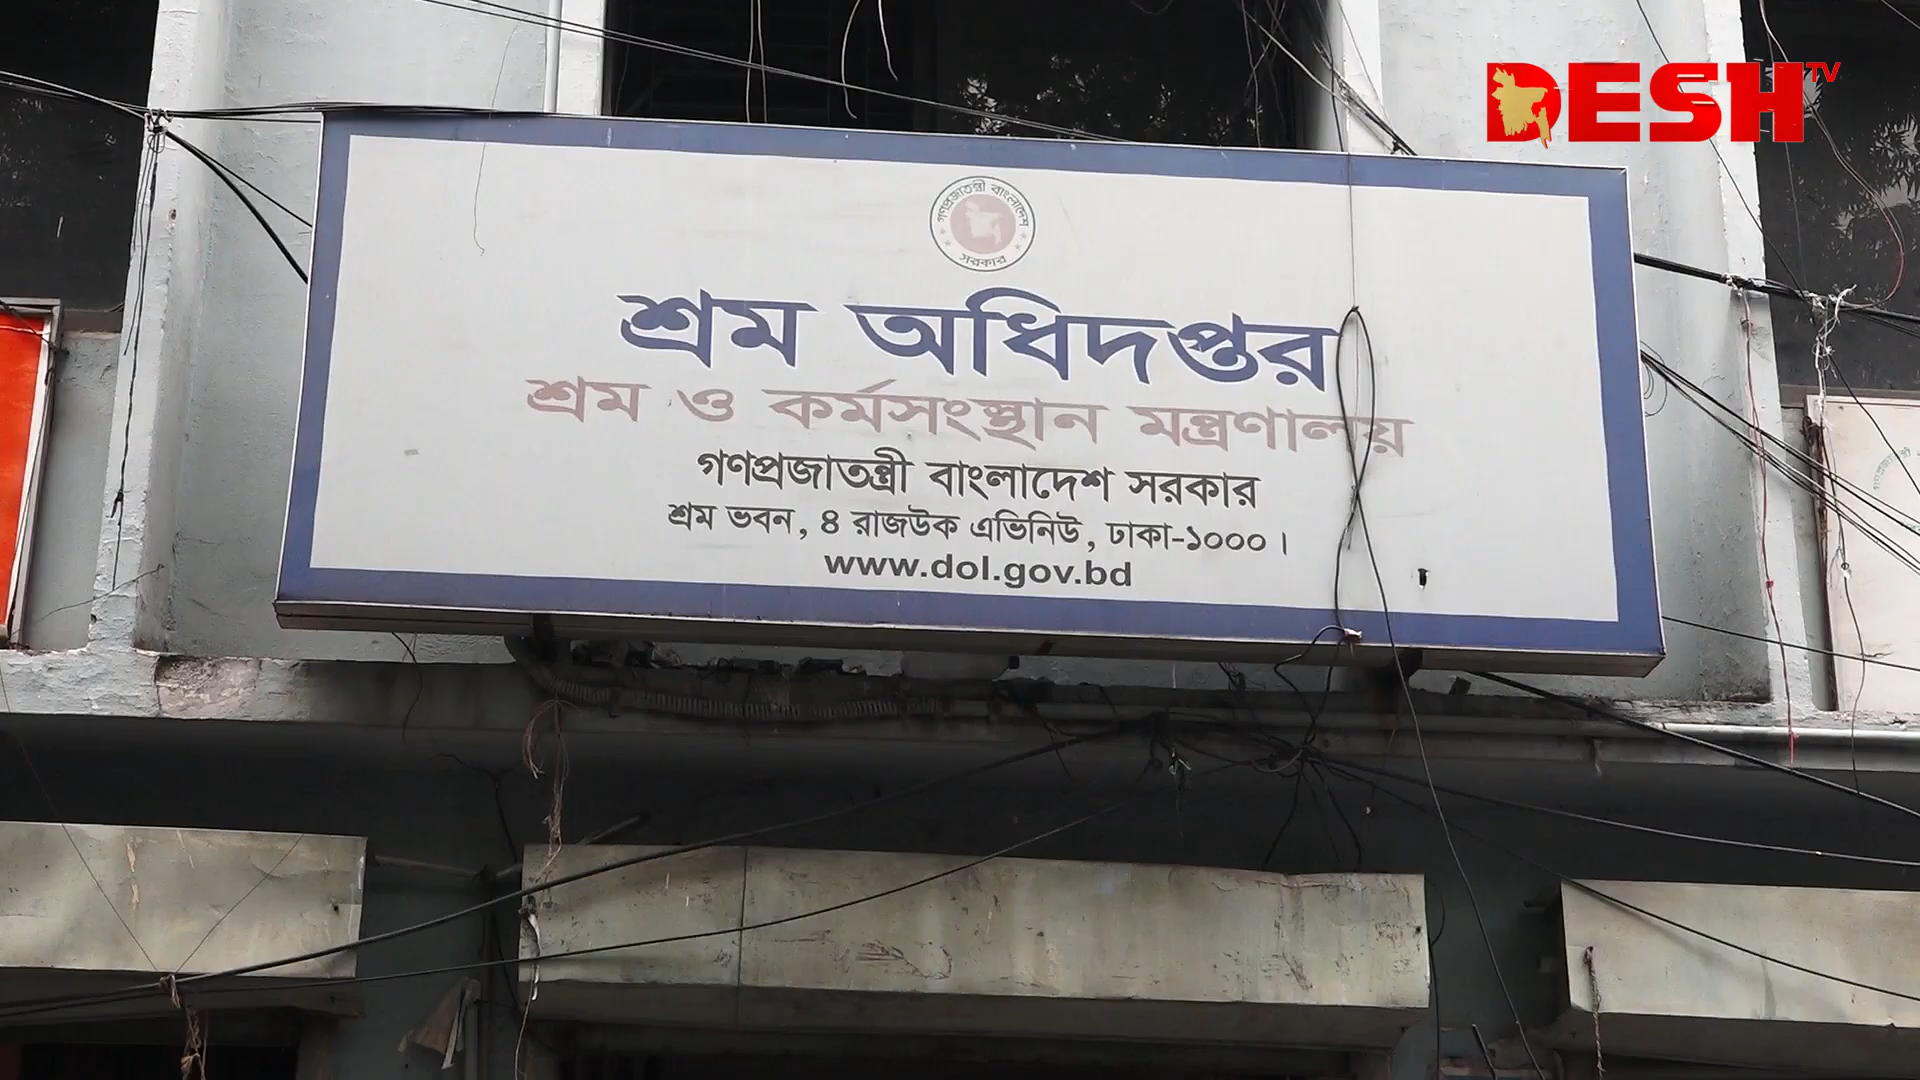 DESH TV
গণপ্রজাতন্ত্রী বাংলাদেশ
সরকার
শ্রম অধিদপ্তর
শ্রম ও কর্মসংস্থান মন্ত্রণালয়
গণপ্রজাতন্ত্রী বাংলাদেশ সরকার
শ্রম ভবন, ৪ রাজউক এভিনিউ, ঢাকা-১০০০।
www.dol.gov.bd